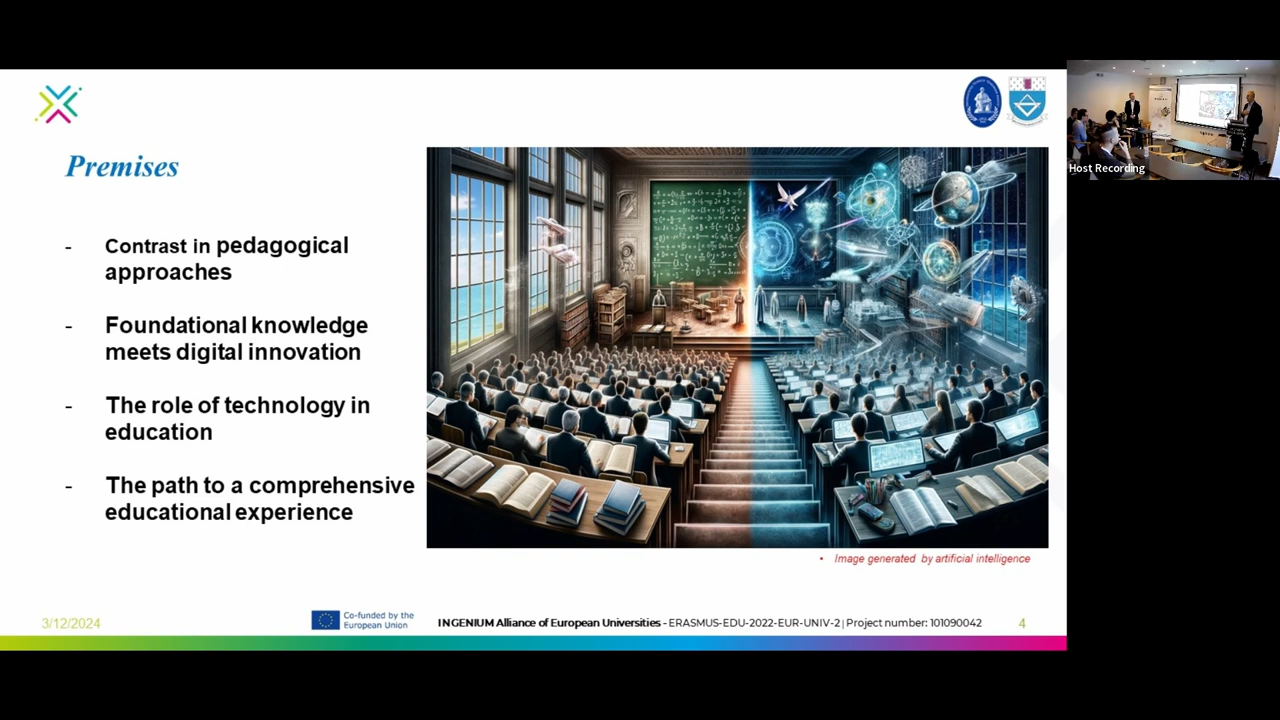 Host Recording
Premises
- Contrast in pedagogical
approaches
- Foundational knowledge
meets digital innovation
- The role of technology in
education
- The path to a comprehensive
educational experience
• Image generated by artificial intelligence
3/12/2024
Co-funded by the
European Union
INGENIUM Alliance of European Universities - ERASMUS-EDU-2022-EUR-UNIV-2 | Project number: 101090042
4